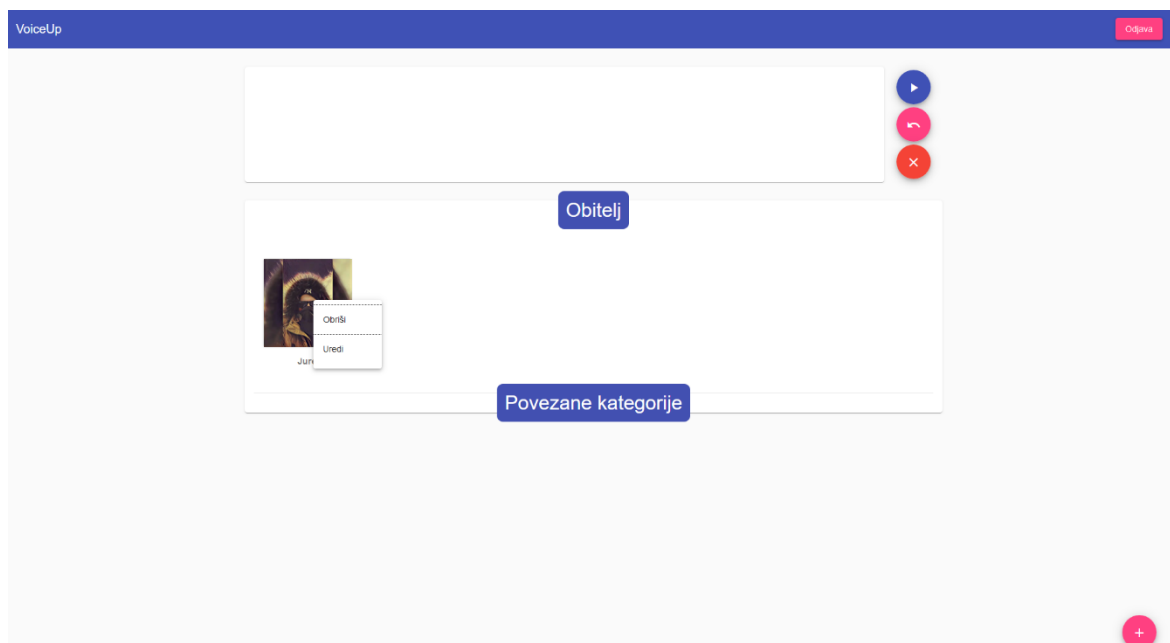 VoiceUp
Odjava
Obitelj
Obriši
Uredi
Povezane kategorije